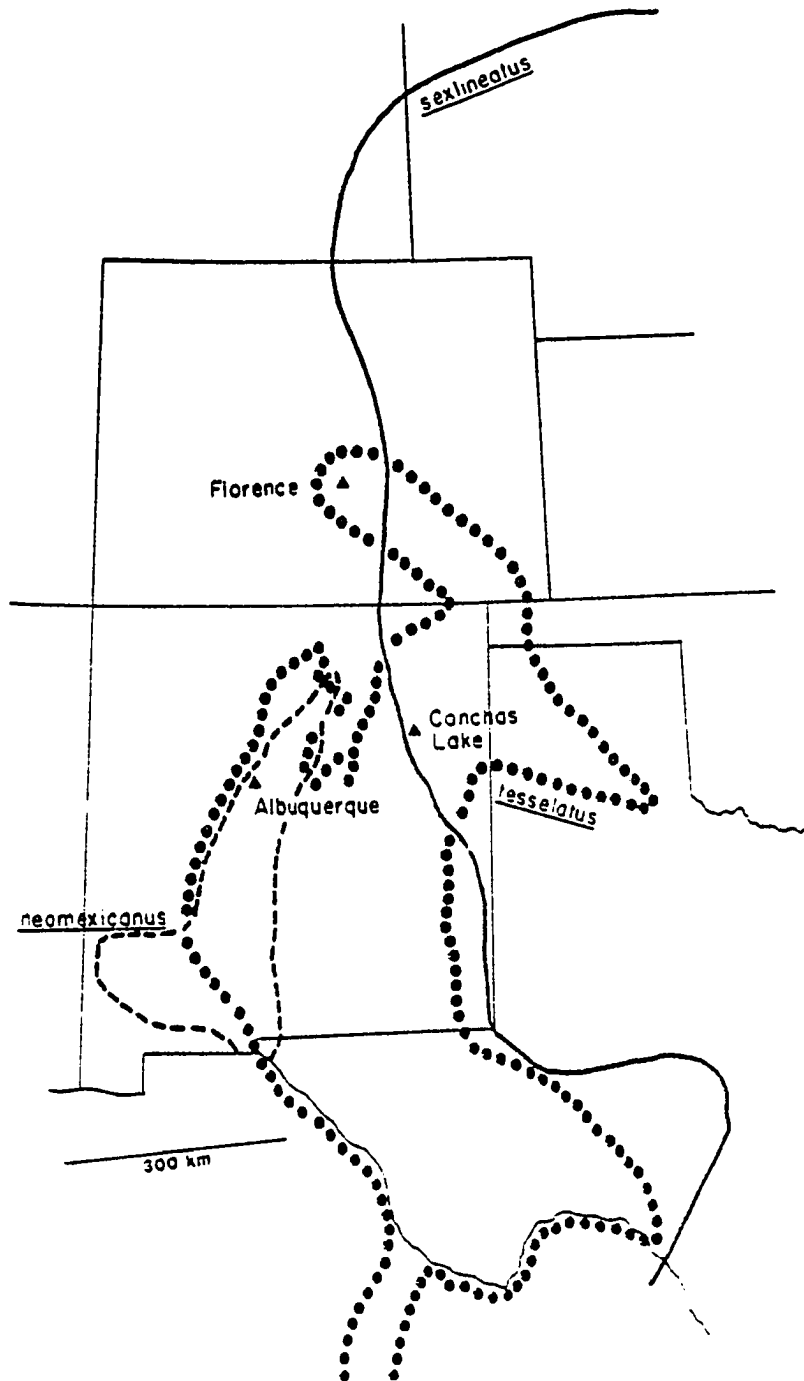 sexlineatus
Florence
Conchas
Lake
tesselatus
Albuquerque
neomexicanus
300 km